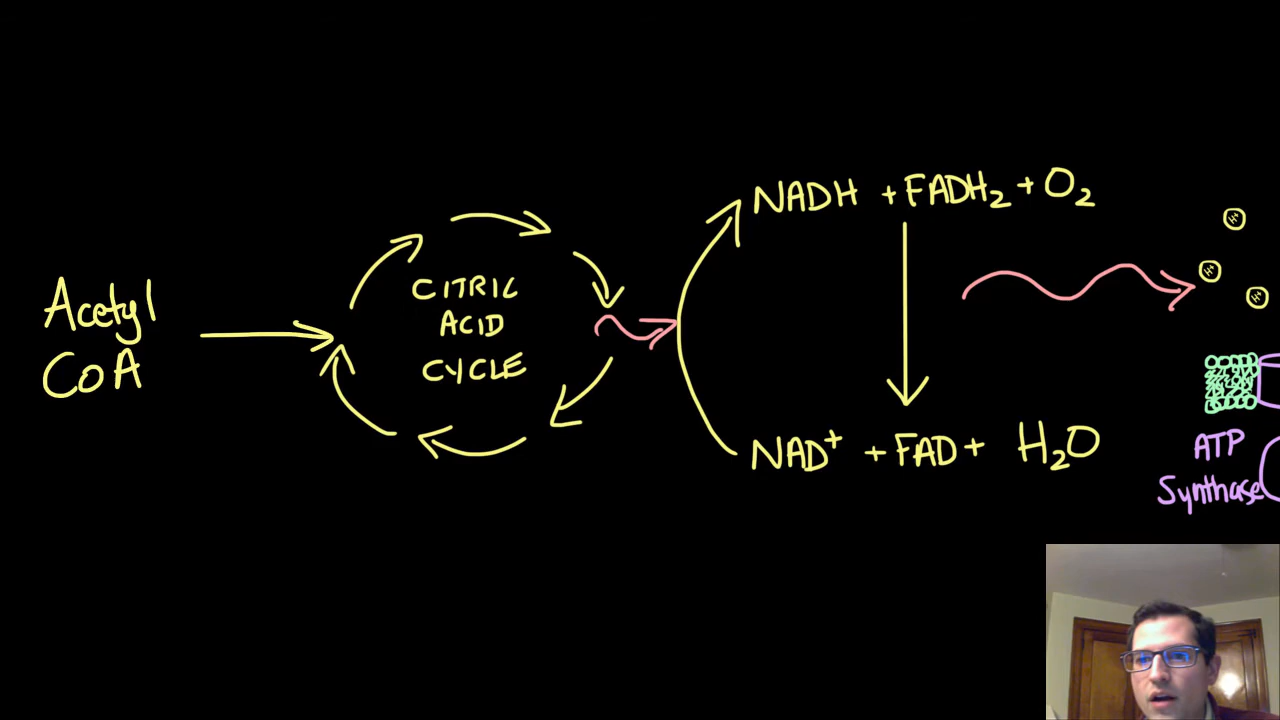 Acetyl
CoA
CITRIC
ACID
CYCLE
NADH + FADH₂ + O₂
NAD⁺ + FAD + H₂O
H⁺
H⁺
H⁺
ATP
Synthase